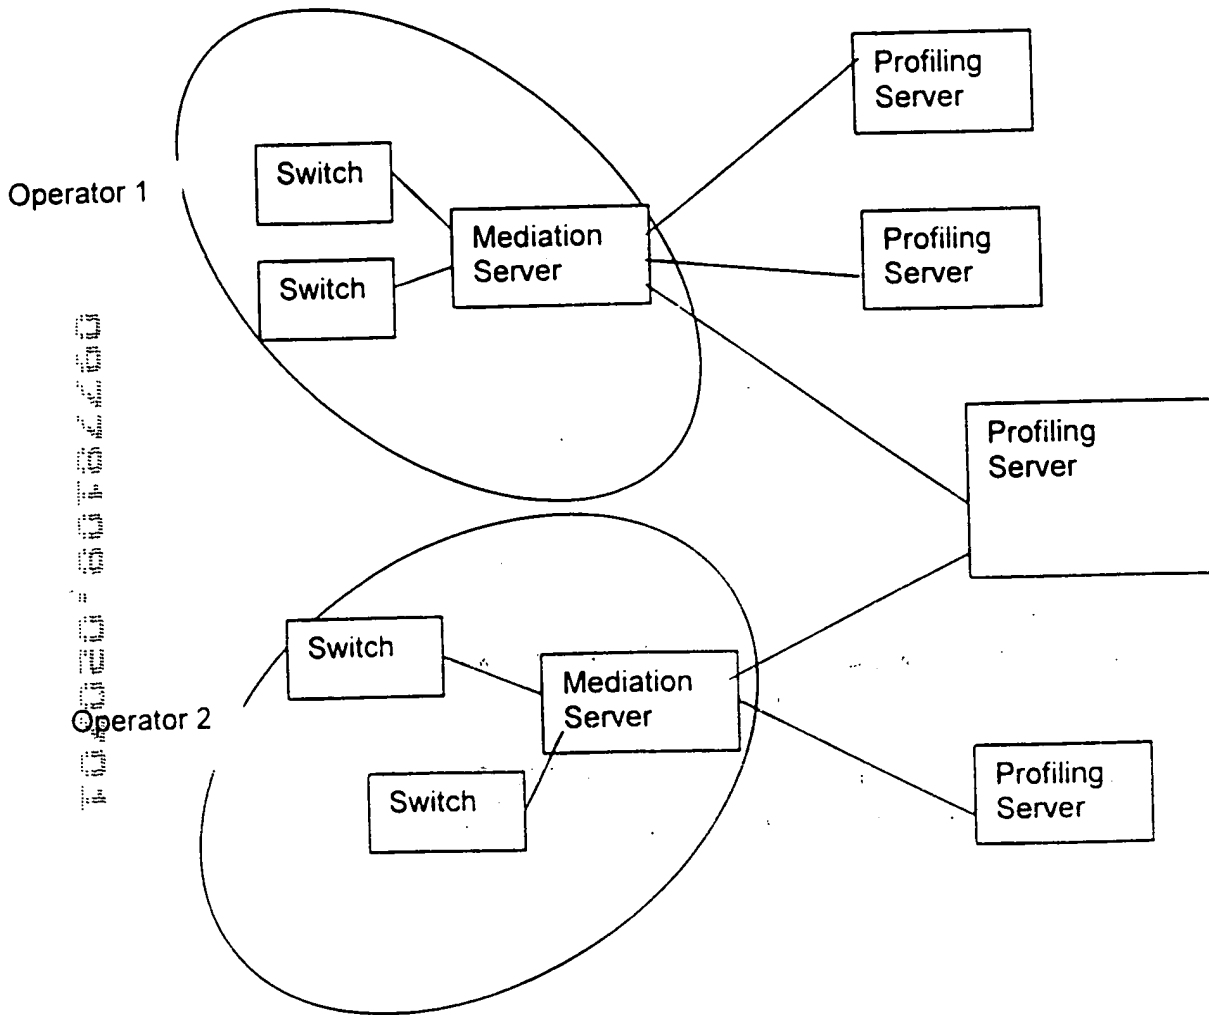 Profiling
Server
Operator 1
Switch
Mediation
Server
Profiling
Server
Switch
Profiling
Server
Switch
Mediation
Server
Operator 2
Switch
Profiling
Server